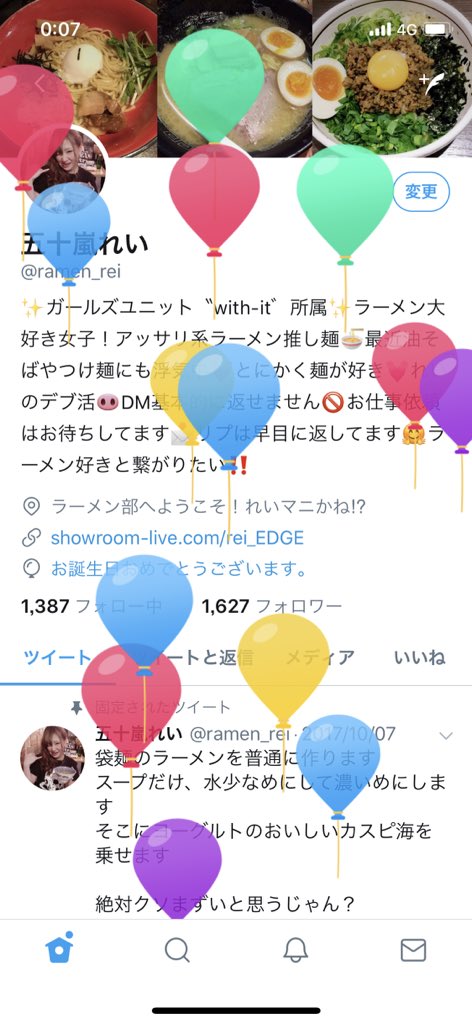 0:07
4G
変更
五十嵐れい
@ramen_rei
✨ガールズユニット〝with-it〟所属✨ラーメン大
好き女子！アッサリ系ラーメン推し麺🍜最近油そ
ばやつけ麺にも浮気 とにかく麺が好き💗れい
のデブ活🐽DM基本的に返せません🚫お仕事依頼
はお待ちしてます✉️リプは早目に返してます🤗ラ
ーメン好きと繋がりたい‼️
ラーメン部へようこそ！れいマニかね!?
showroom-live.com/rei_EDGE
お誕生日おめでとうございます。
1,387 フォロー中 1,627 フォロワー
ツイート ツイートと返信 メディア いいね
固定されたツイート
五十嵐れい @ramen_rei · 2017/10/07
袋麺のラーメンを普通に作ります
スープだけ、水少なめにして濃いめにしま
す
そこにヨーグルトのおいしいカスピ海を
乗せます
絶対クソまずいと思うじゃん？